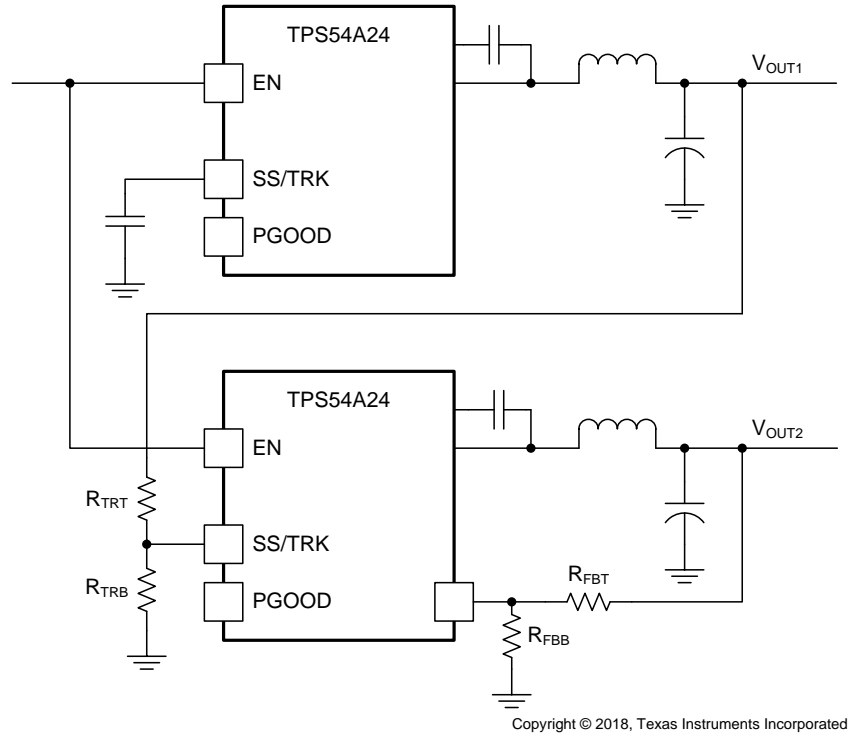 TPS54A24
EN
SS/TRK
PGOOD
VOUT1
TPS54A24
EN
SS/TRK
PGOOD
VOUT2
RTRT
RTRB
RFBT
RFBB
Copyright © 2018, Texas Instruments Incorporated